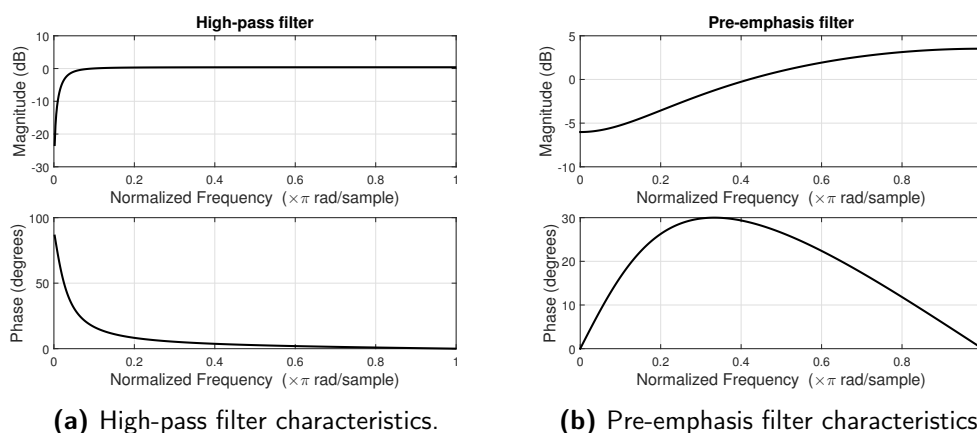 High-pass filter
10
0
-10
-20
-30
Magnitude (dB)
0 0.2 0.4 0.6 0.8 1
Normalized Frequency (×π rad/sample)
100
50
0
Phase (degrees)
0 0.2 0.4 0.6 0.8 1
Normalized Frequency (×π rad/sample)
(a) High-pass filter characteristics.
Pre-emphasis filter
5
0
-5
-10
Magnitude (dB)
0 0.2 0.4 0.6 0.8
Normalized Frequency (×π rad/sample)
30
20
10
0
Phase (degrees)
0 0.2 0.4 0.6 0.8
Normalized Frequency (×π rad/sample)
(b) Pre-emphasis filter characteristics